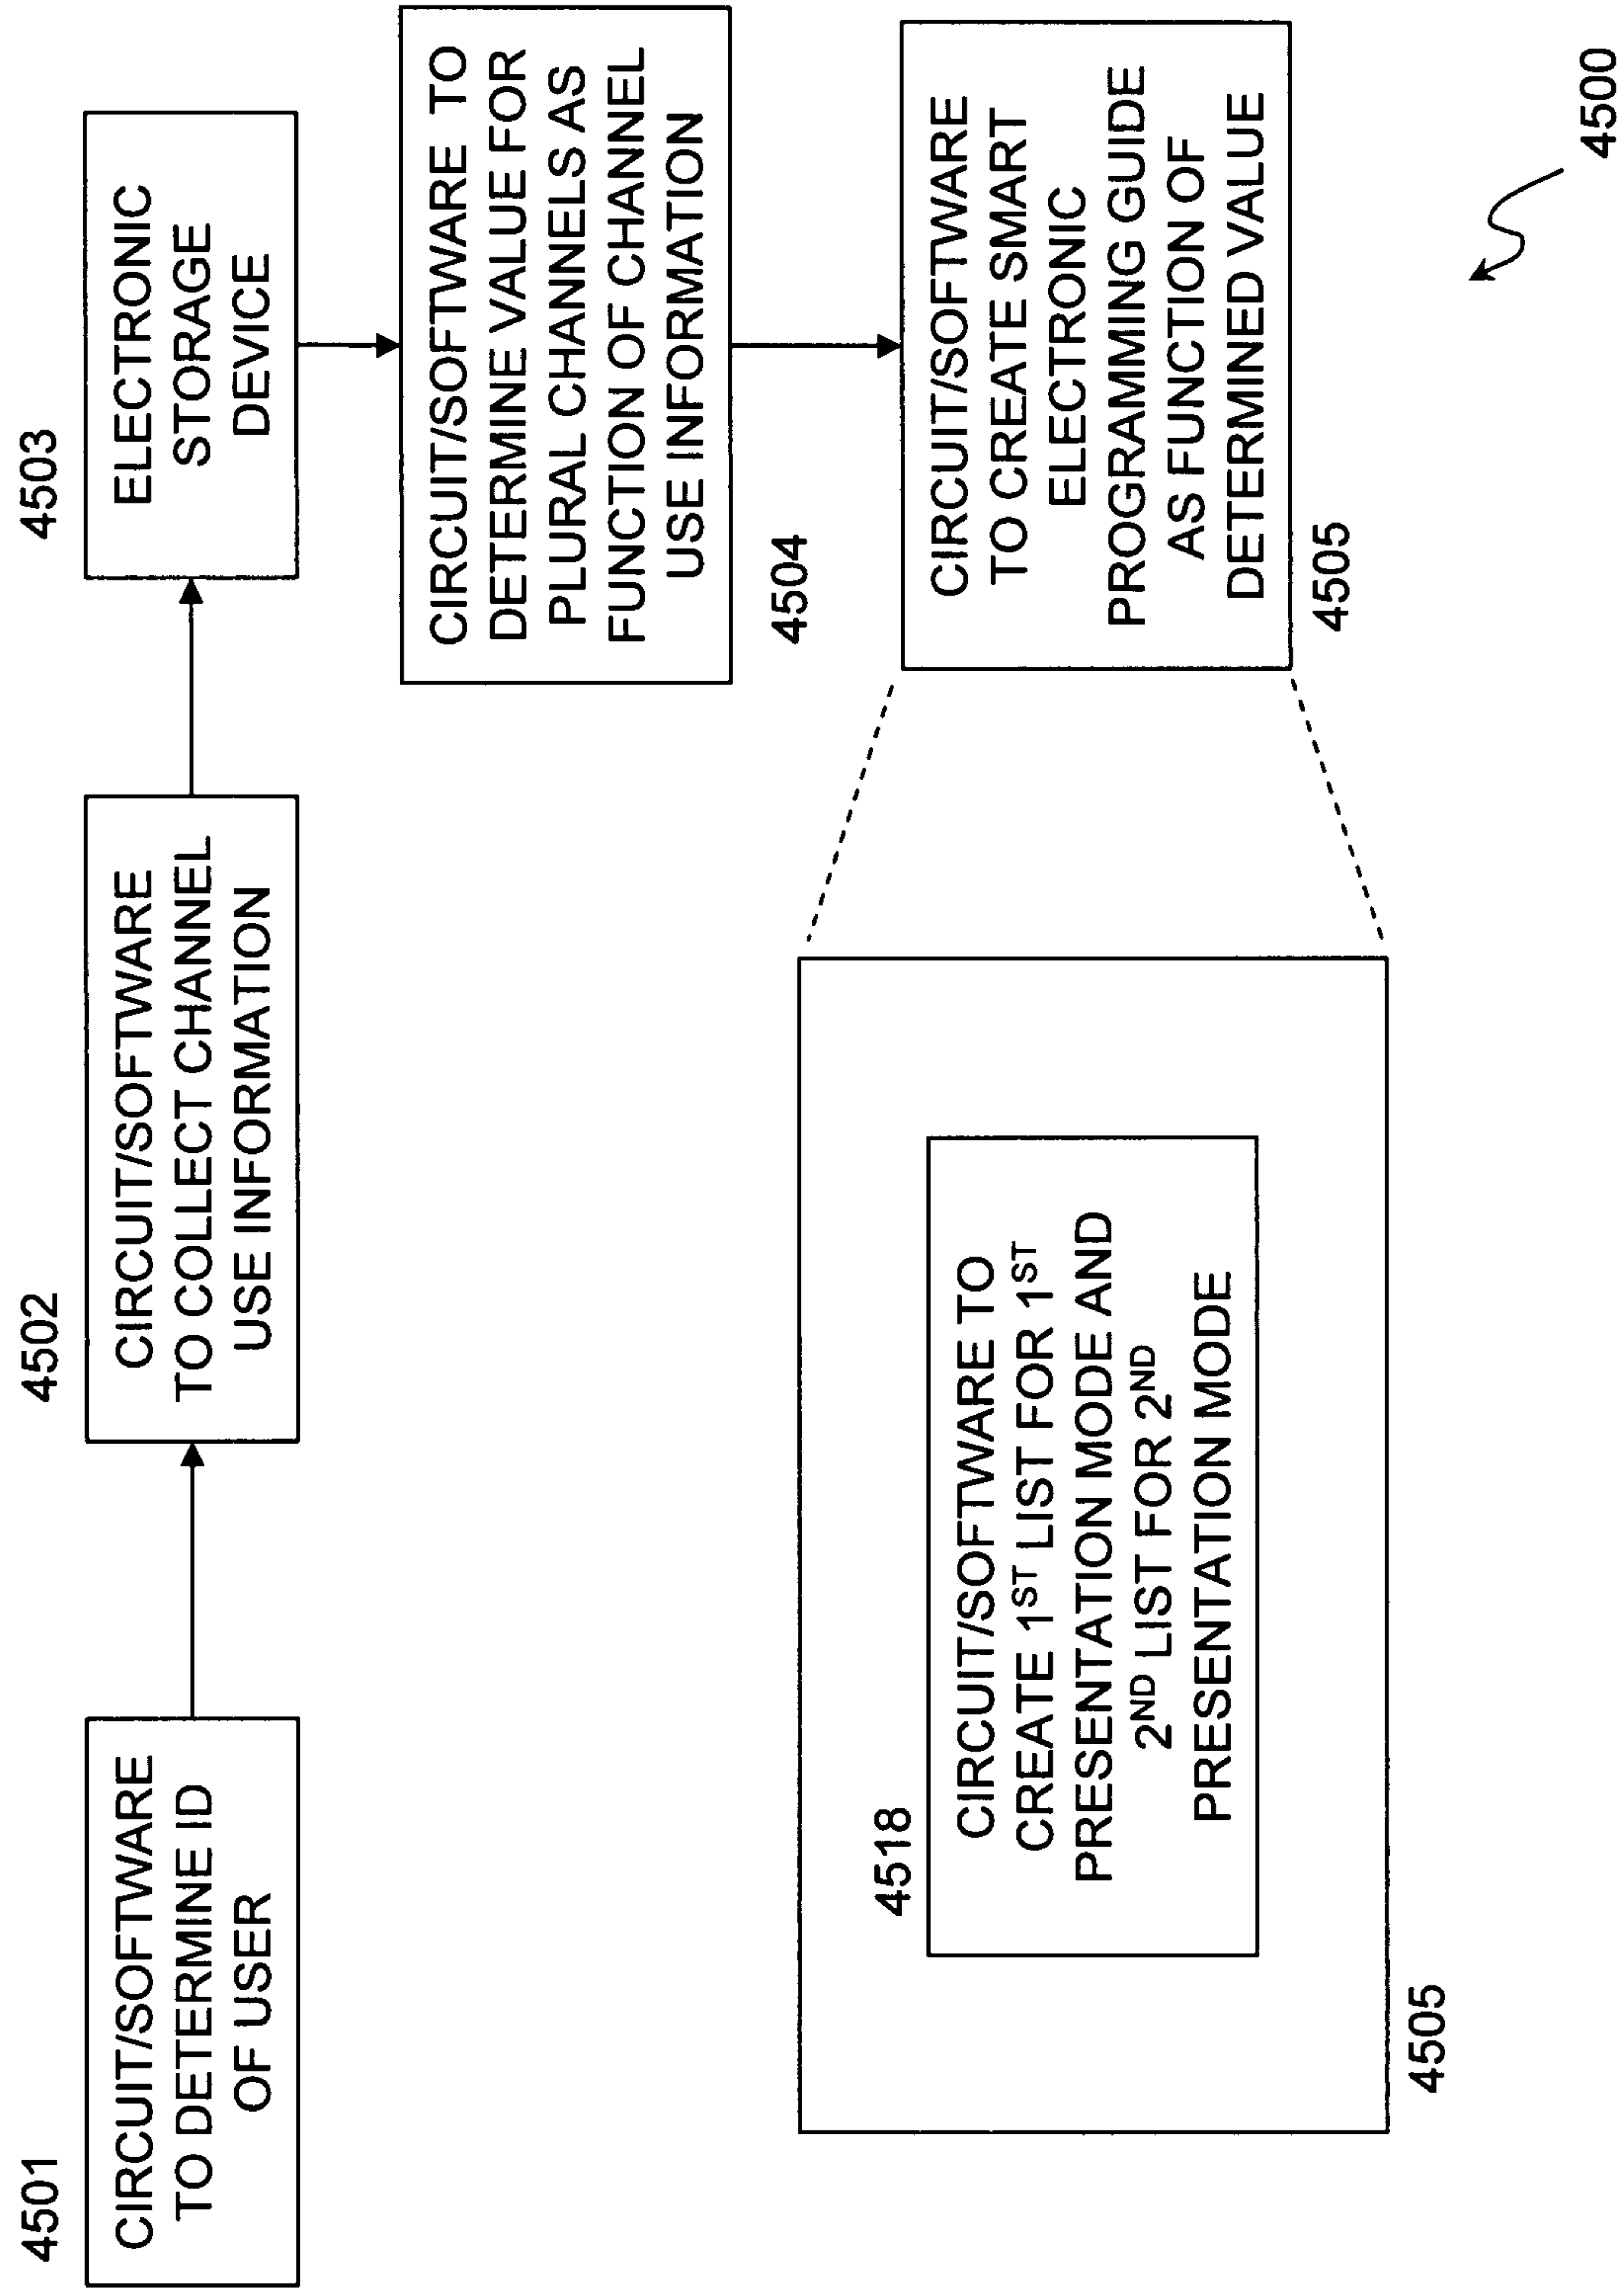 4501
CIRCUIT/SOFTWARE
TO DETERMINE ID
OF USER
4502
CIRCUIT/SOFTWARE
TO COLLECT CHANNEL
USE INFORMATION
4503
ELECTRONIC
STORAGE
DEVICE
CIRCUIT/SOFTWARE TO
DETERMINE VALUE FOR
PLURAL CHANNELS AS
FUNCTION OF CHANNEL
USE INFORMATION
4504
CIRCUIT/SOFTWARE
TO CREATE SMART
ELECTRONIC
PROGRAMMING GUIDE
AS FUNCTION OF
DETERMINED VALUE
4505
4518
CIRCUIT/SOFTWARE TO
CREATE 1ST LIST FOR 1ST
PRESENTATION MODE AND
2ND LIST FOR 2ND
PRESENTATION MODE
4505
4500